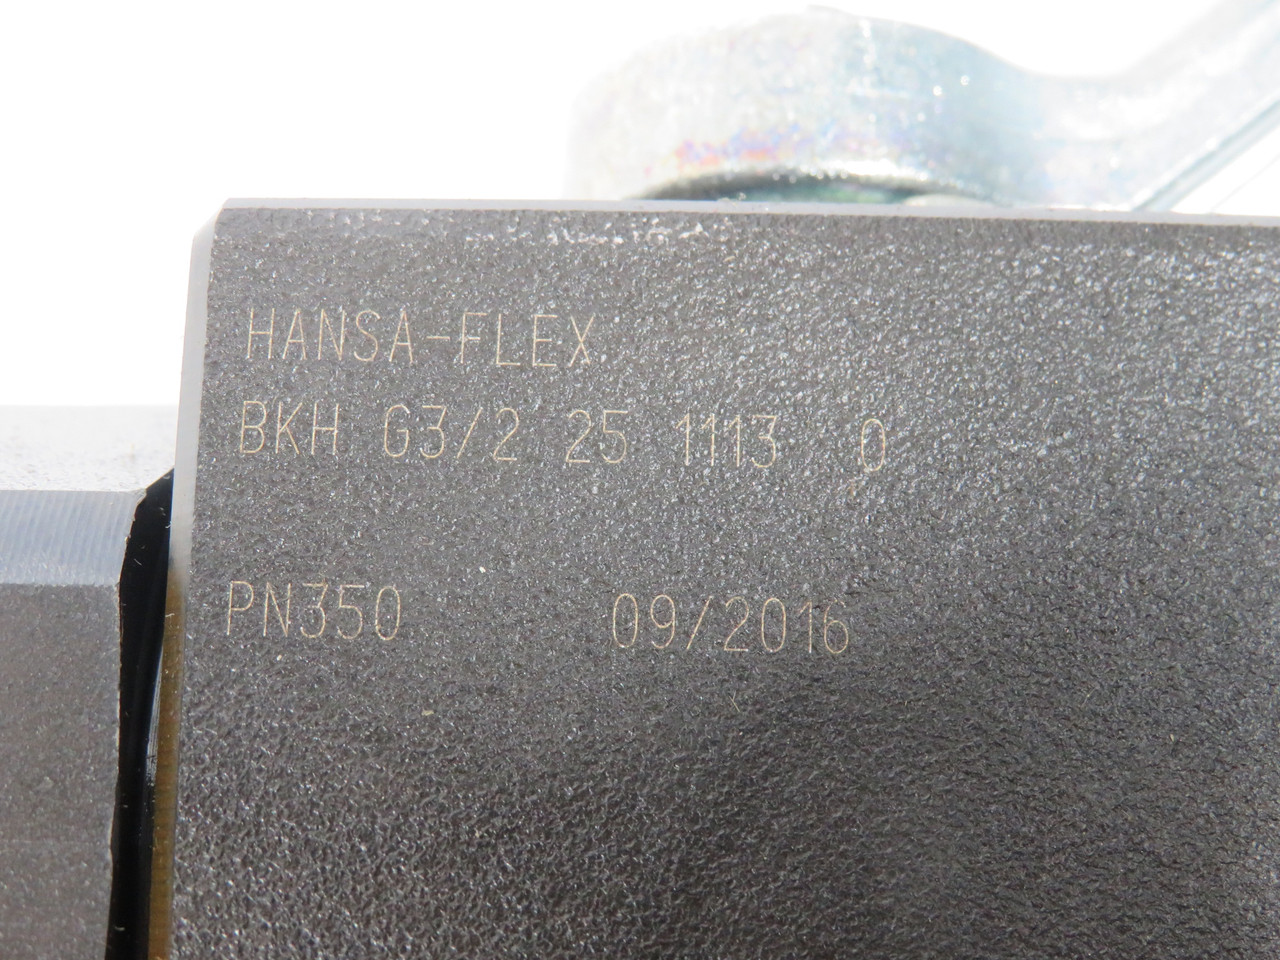 HANSA-FLEX
BKH G3/2 25 1113 0
PN350 09/2016